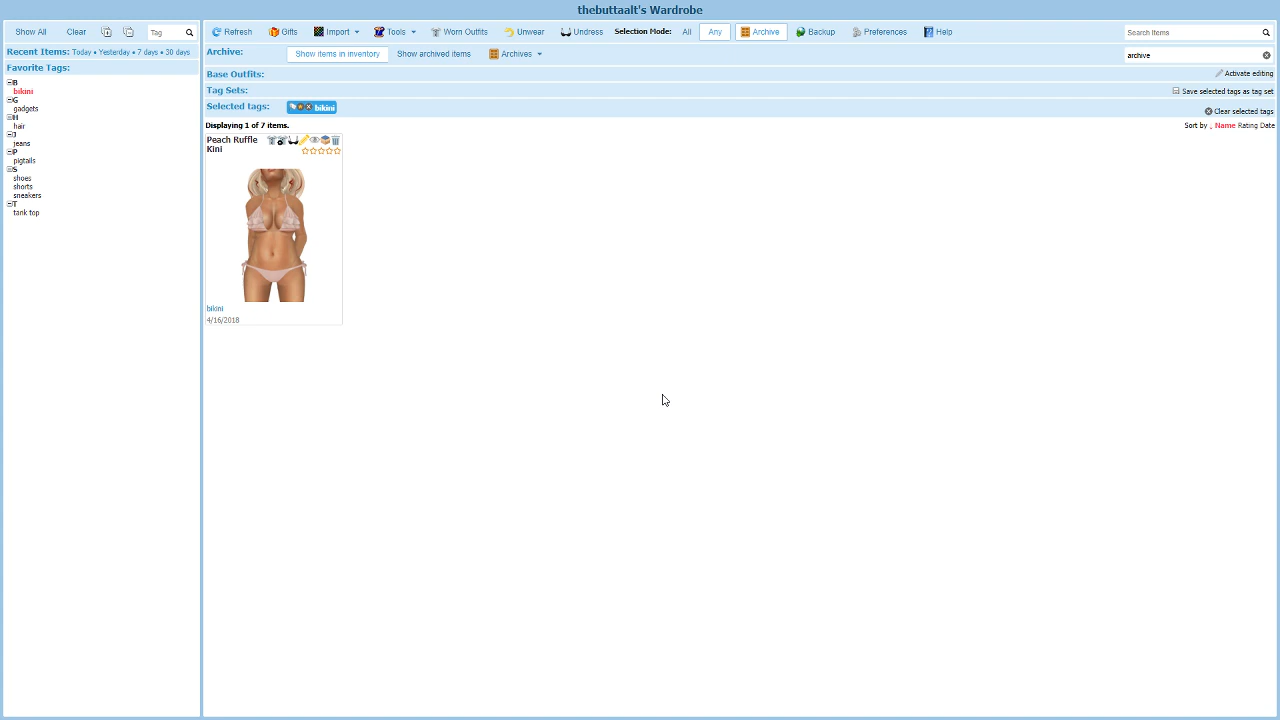 thebuttaalt's Wardrobe
Show All Clear Tag
Refresh Gifts Import Tools Worn Outfits Unwear Undress Selection Mode: All Any Archive Backup Preferences Help Search Items
Recent Items: Today • Yesterday • 7 days • 30 days
Archive: Show items in inventory Show archived items Archives archive
Favorite Tags:
B
bikini
G
gadgets
H
hair
J
jeans
P
pigtails
S
shoes
shorts
sneakers
T
tank top
Base Outfits: Activate editing
Tag Sets: Save selected tags as tag set
Selected tags: bikini Clear selected tags
Displaying 1 of 7 items. Sort by Name Rating Date
Peach Ruffle
Kini
bikini
4/16/2018